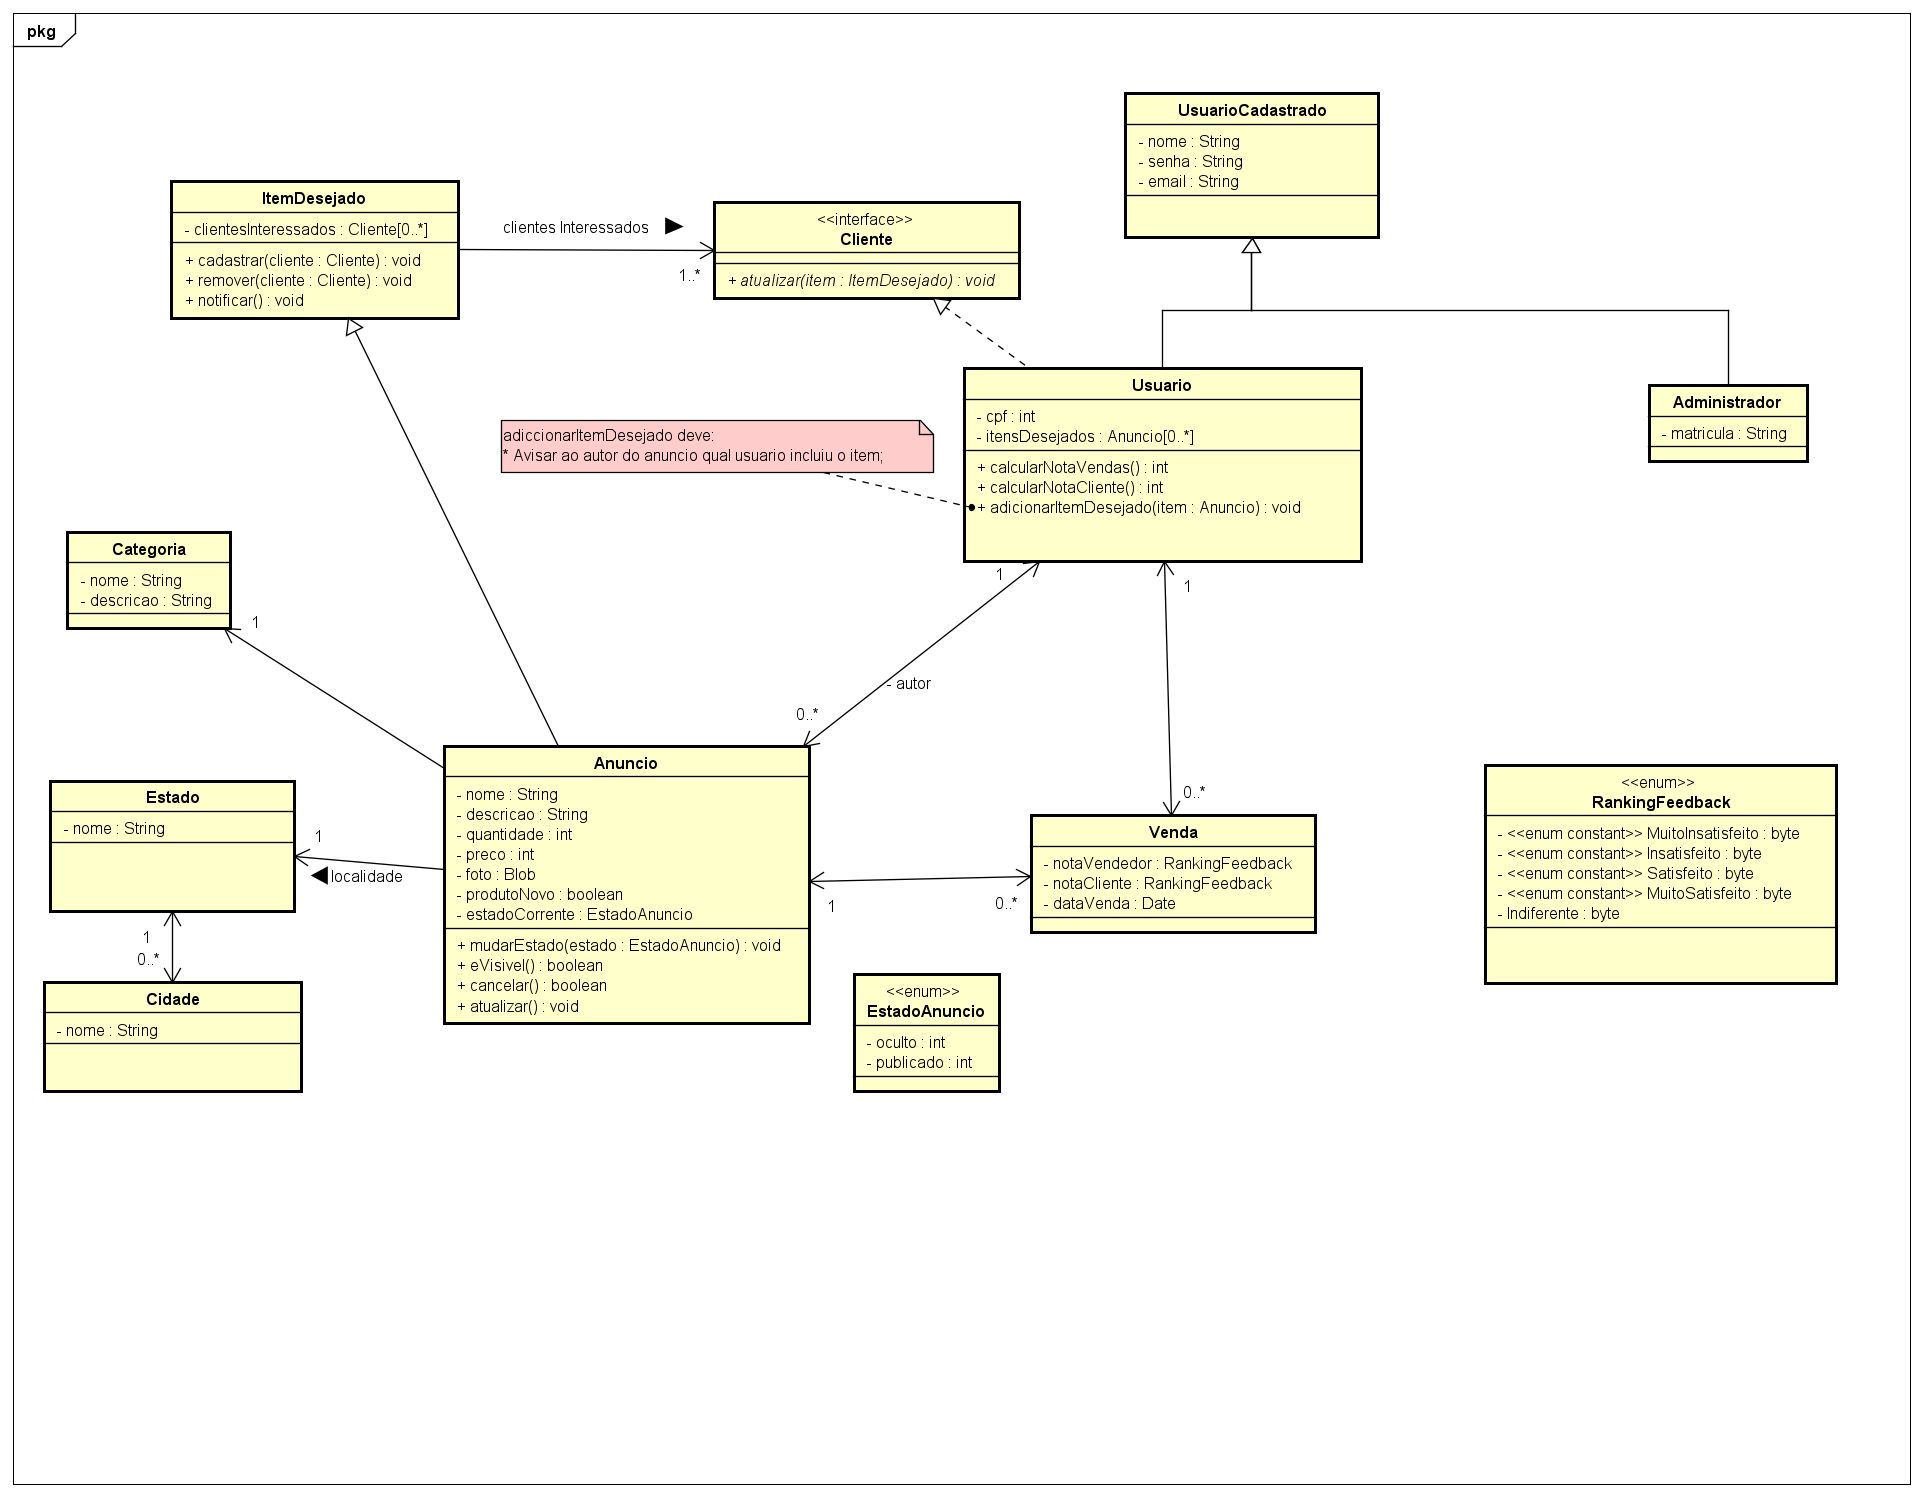 pkg
UsuarioCadastrado
- nome : String
- senha : String
- email : String
ItemDesejado
- clientesInteressados : Cliente[0..*]
+ cadastrar(cliente : Cliente) : void
+ remover(cliente : Cliente) : void
+ notificar() : void
clientes Interessados
1..*
<<interface>>
Cliente
+ atualizar(item : ItemDesejado) : void
Usuario
- cpf : int
- itensDesejados : Anuncio[0..*]
+ calcularNotaVendas() : int
+ calcularNotaCliente() : int
+ adicionarItemDesejado(item : Anuncio) : void
Administrador
- matricula : String
adiccionarItemDesejado deve:
* Avisar ao autor do anuncio qual usuario incluiu o item;
Categoria
- nome : String
- descricao : String
1
1
1
- autor
0..*
Anuncio
- nome : String
- descricao : String
- quantidade : int
- preco : int
- foto : Blob
- produtoNovo : boolean
- estadoCorrente : EstadoAnuncio
+ mudarEstado(estado : EstadoAnuncio) : void
+ eVisivel() : boolean
+ cancelar() : boolean
+ atualizar() : void
Estado
- nome : String
1
localidade
1
0..*
Cidade
- nome : String
0..*
Venda
- notaVendedor : RankingFeedback
- notaCliente : RankingFeedback
- dataVenda : Date
1
0..*
<<enum>>
EstadoAnuncio
- oculto : int
- publicado : int
<<enum>>
RankingFeedback
- <<enum constant>> MuitoInsatisfeito : byte
- <<enum constant>> Insatisfeito : byte
- <<enum constant>> Satisfeito : byte
- <<enum constant>> MuitoSatisfeito : byte
- Indiferente : byte